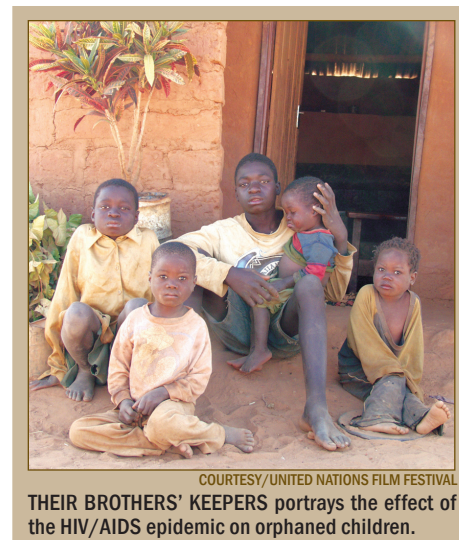 COURTESY/UNITED NATIONS FILM FESTIVAL
THEIR BROTHERS' KEEPERS portrays the effect of
the HIV/AIDS epidemic on orphaned children.